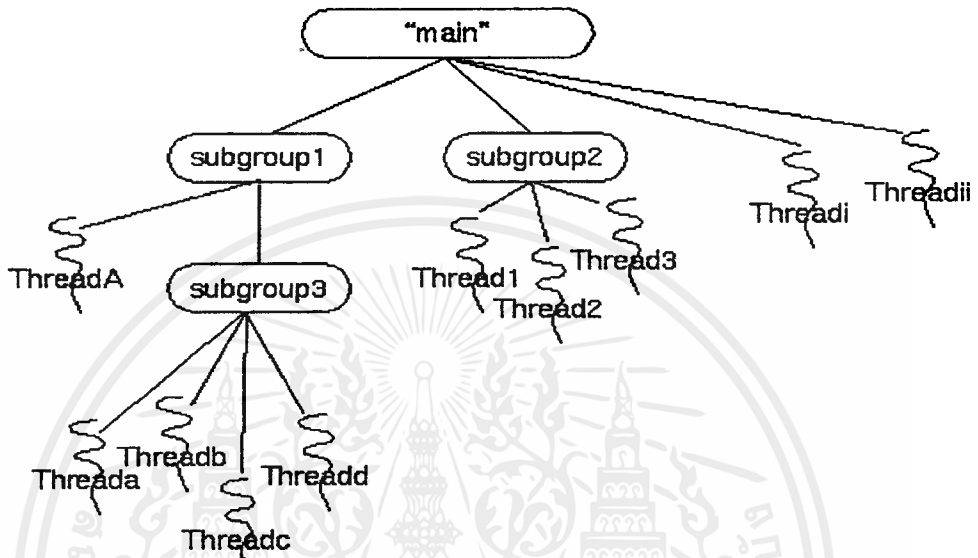 "main"
subgroup1
subgroup2
Threadi
Threadii
ThreadA
subgroup3
Thread1
Thread2
Thread3
Threada
Threadb
Threadc
Threadd